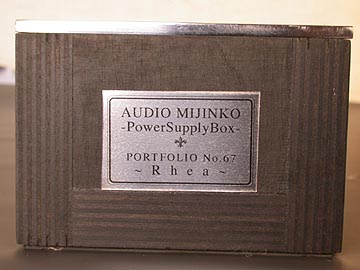 AUDIO MIJINKO
-PowerSupplyBox-
PORTFOLIO No.67
~ Rhea ~